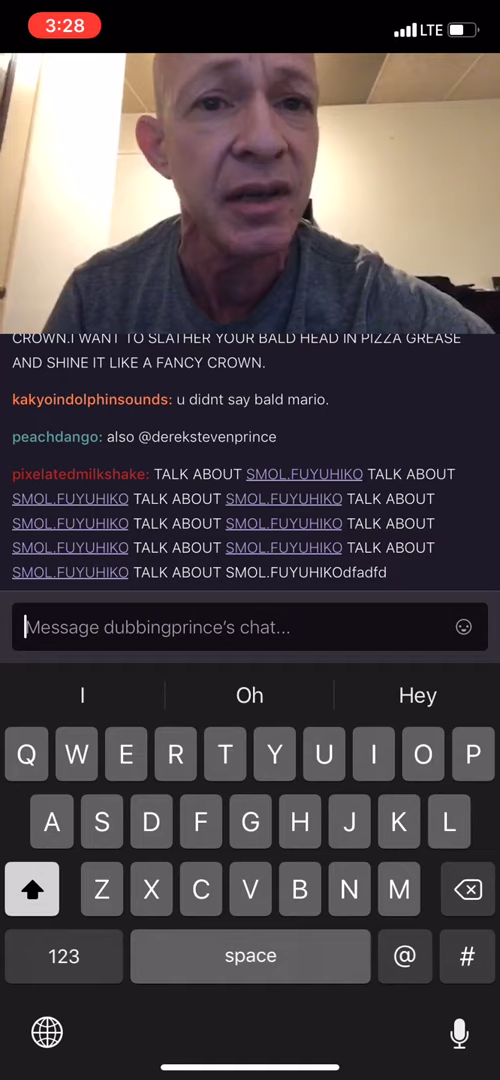 3:28
LTE
CROWN.I WANT TO SLATHER YOUR BALD HEAD IN PIZZA GREASE
AND SHINE IT LIKE A FANCY CROWN.
kakyoindolphinsounds: u didnt say bald mario.
peachdango: also @derekstevenprince
pixelatedmilkshake: TALK ABOUT SMOL.FUYUHIKO TALK ABOUT
SMOL.FUYUHIKO TALK ABOUT SMOL.FUYUHIKO TALK ABOUT
SMOL.FUYUHIKO TALK ABOUT SMOL.FUYUHIKO TALK ABOUT
SMOL.FUYUHIKO TALK ABOUT SMOL.FUYUHIKO TALK ABOUT
SMOL.FUYUHIKO TALK ABOUT SMOL.FUYUHIKOdfadfd
Message dubbingprince's chat...
I Oh Hey
Q W E R T Y U I O P
A S D F G H J K L
Z X C V B N M
123 space @ #